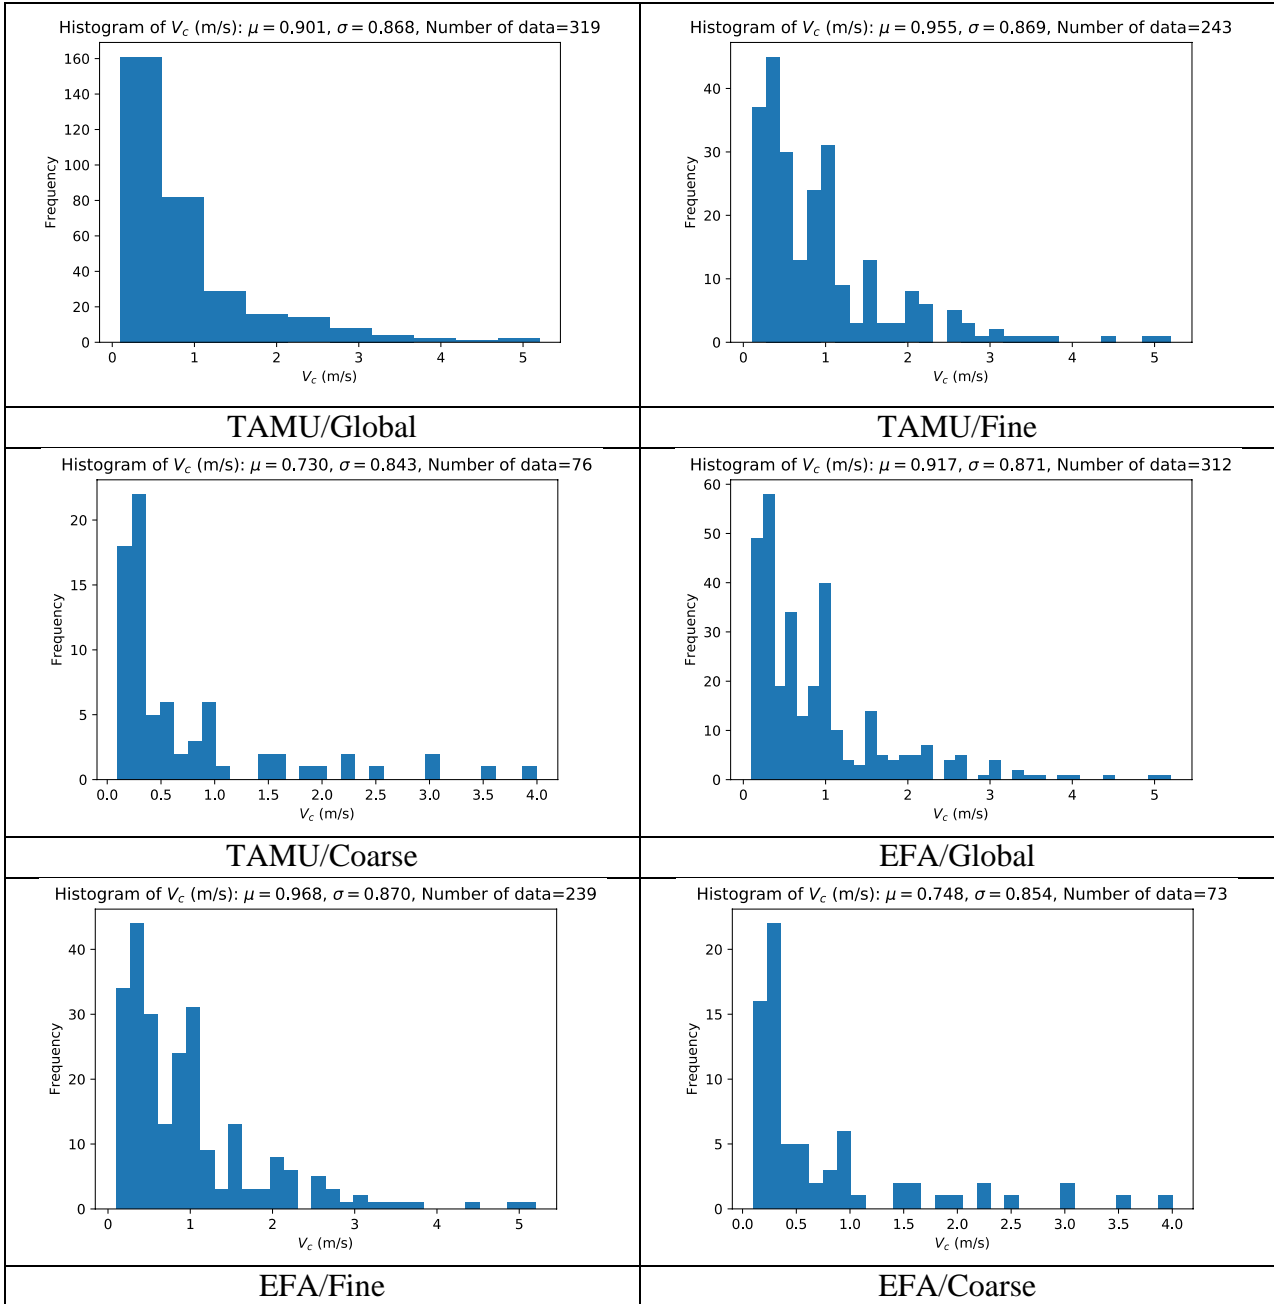 Histogram of V_c (m/s): μ = 0.901, σ = 0.868, Number of data=319
160
140
120
100
80
60
40
20
0
Frequency
0 1 2 3 4 5
V_c (m/s)
TAMU/Global
Histogram of V_c (m/s): μ = 0.955, σ = 0.869, Number of data=243
40
30
20
10
0
Frequency
0 1 2 3 4 5
V_c (m/s)
TAMU/Fine
Histogram of V_c (m/s): μ = 0.730, σ = 0.843, Number of data=76
20
15
10
5
0
Frequency
0.0 0.5 1.0 1.5 2.0 2.5 3.0 3.5 4.0
V_c (m/s)
TAMU/Coarse
Histogram of V_c (m/s): μ = 0.917, σ = 0.871, Number of data=312
60
50
40
30
20
10
0
Frequency
0 1 2 3 4 5
V_c (m/s)
EFA/Global
Histogram of V_c (m/s): μ = 0.968, σ = 0.870, Number of data=239
40
30
20
10
0
Frequency
0 1 2 3 4 5
V_c (m/s)
EFA/Fine
Histogram of V_c (m/s): μ = 0.748, σ = 0.854, Number of data=73
20
15
10
5
0
Frequency
0.0 0.5 1.0 1.5 2.0 2.5 3.0 3.5 4.0
V_c (m/s)
EFA/Coarse